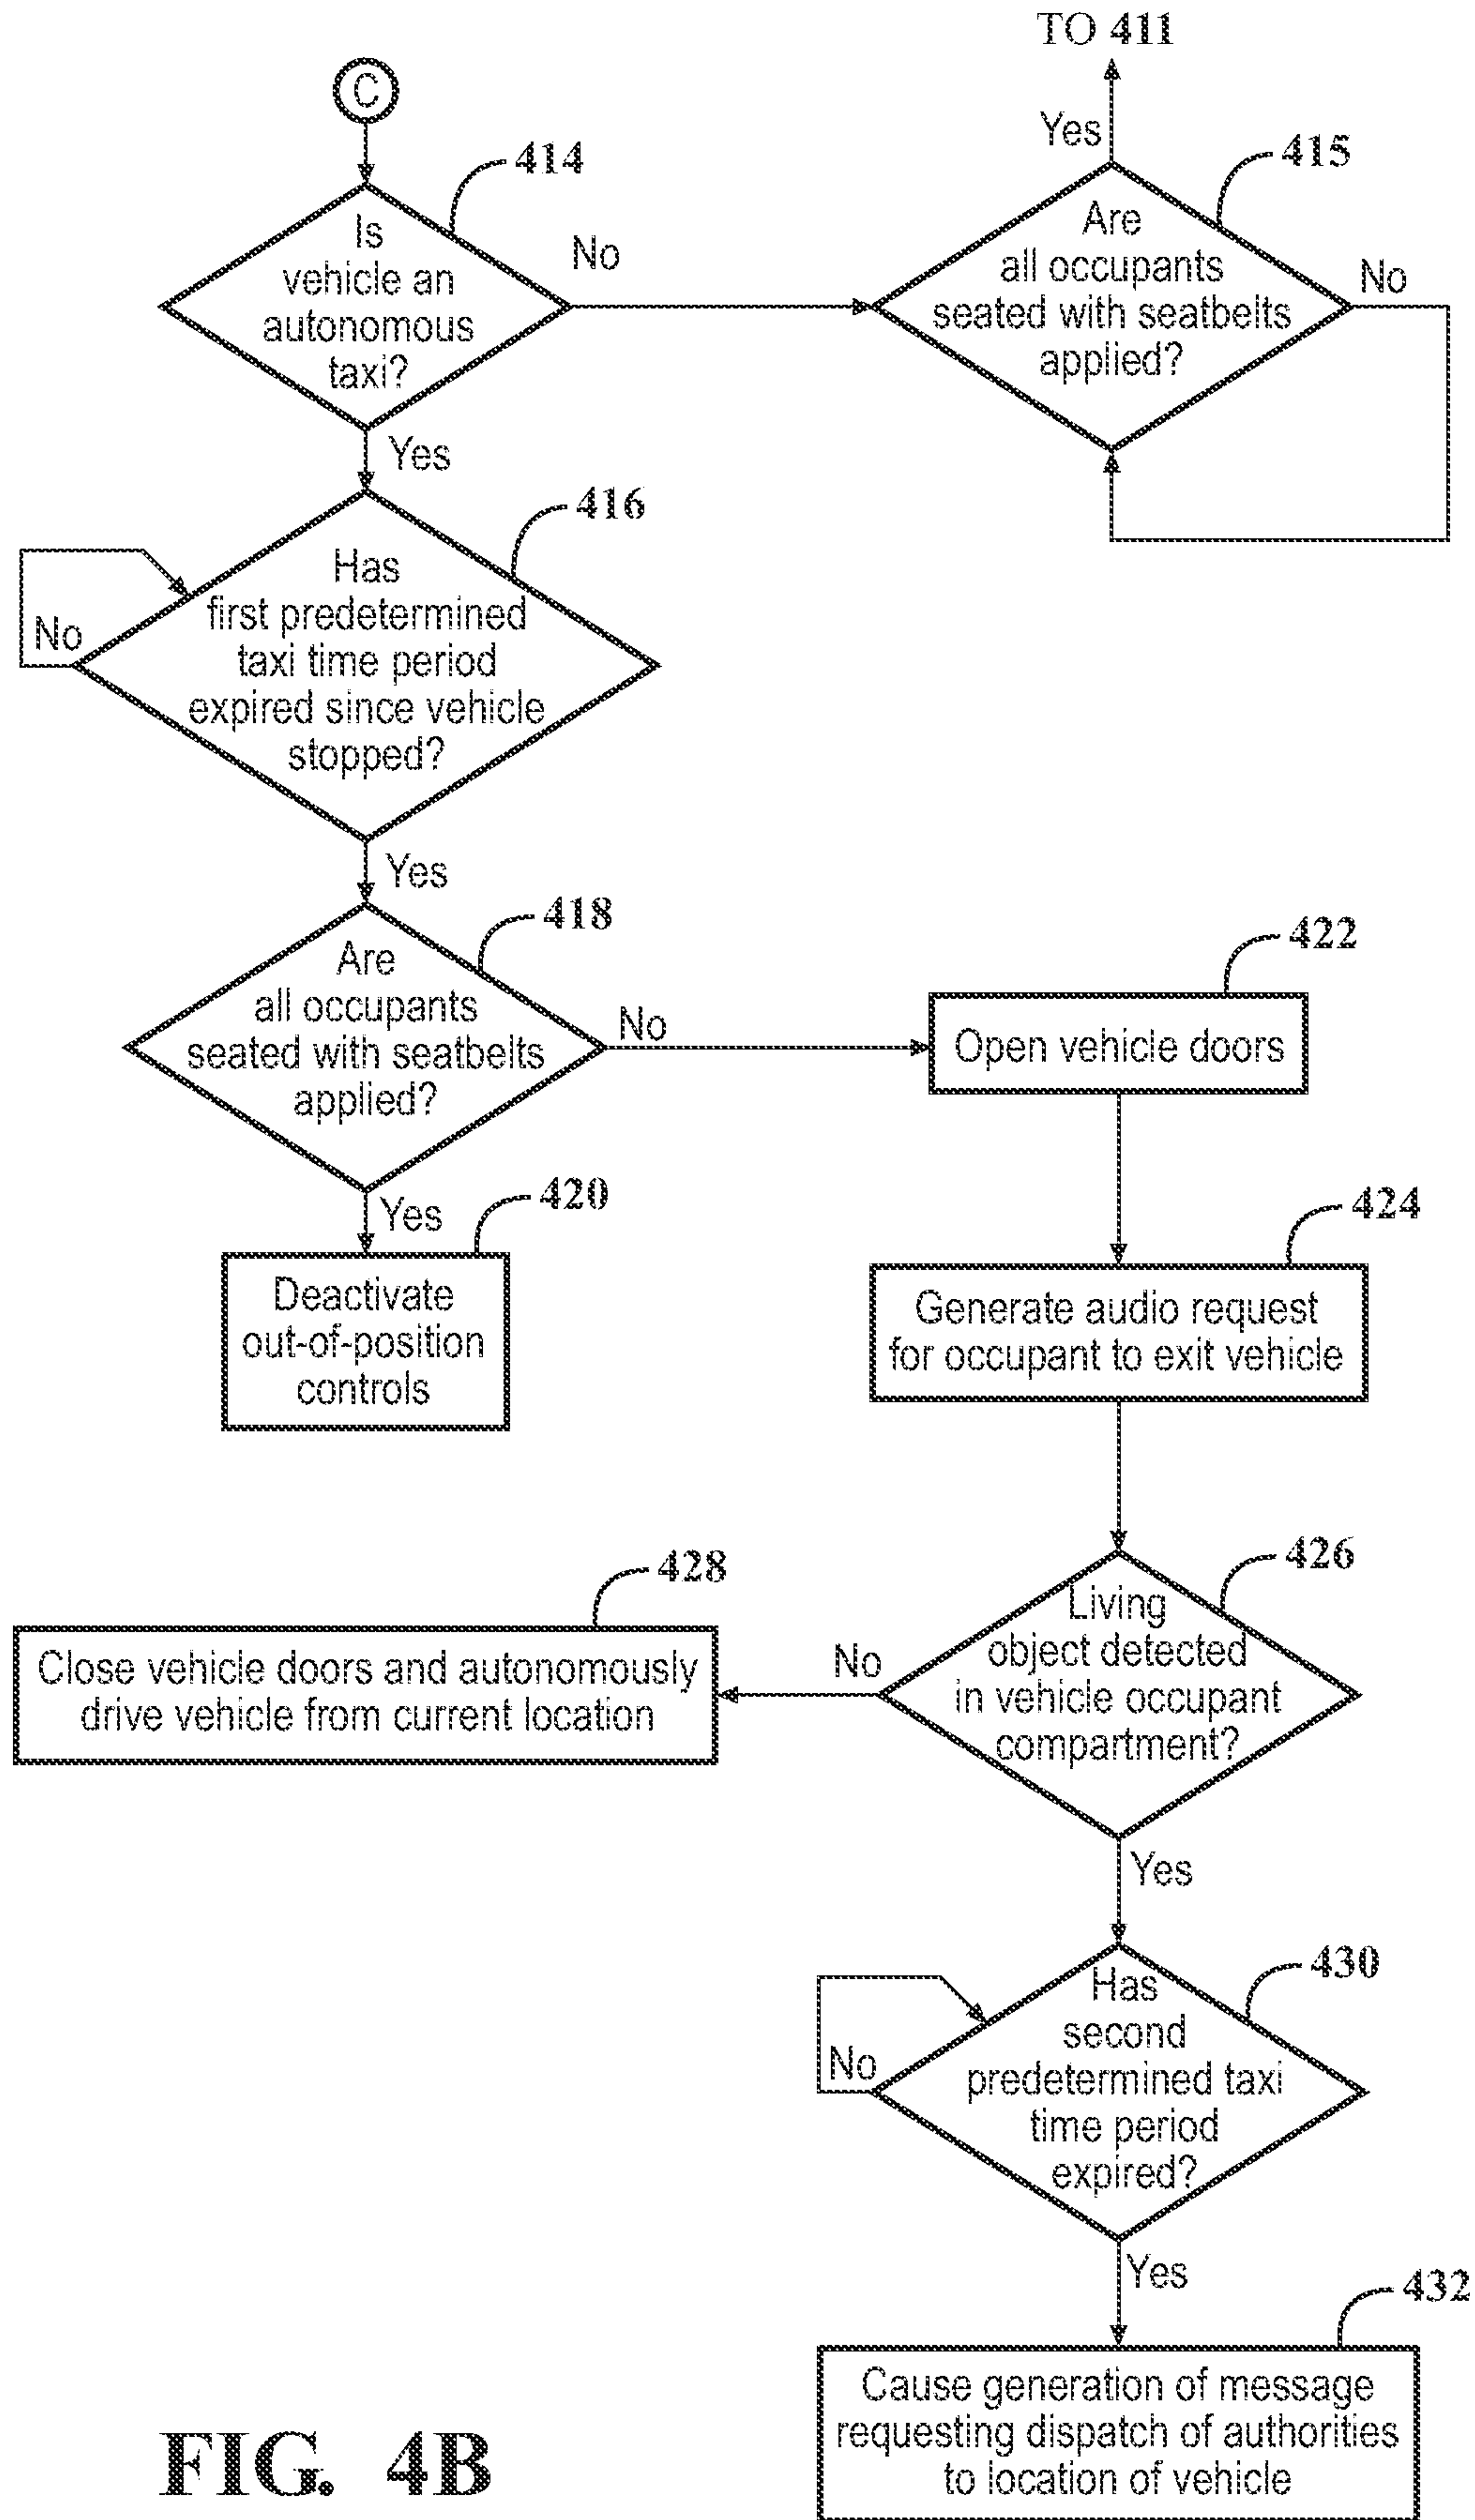 TO 411
C
Yes
414
415
Is
vehicle an
autonomous
taxi?
No
Are
all occupants
seated with seatbelts
applied?
No
Yes
416
Has
first predetermined
taxi time period
expired since vehicle
stopped?
No
Yes
418
Are
all occupants
seated with seatbelts
applied?
No
422
Open vehicle doors
Yes
420
Deactivate
out-of-position
controls
424
Generate audio request
for occupant to exit vehicle
426
Living
object detected
in vehicle occupant
compartment?
No
428
Close vehicle doors and autonomously
drive vehicle from current location
Yes
430
Has
second
predetermined taxi
time period
expired?
No
Yes
432
Cause generation of message
requesting dispatch of authorities
to location of vehicle
FIG. 4B